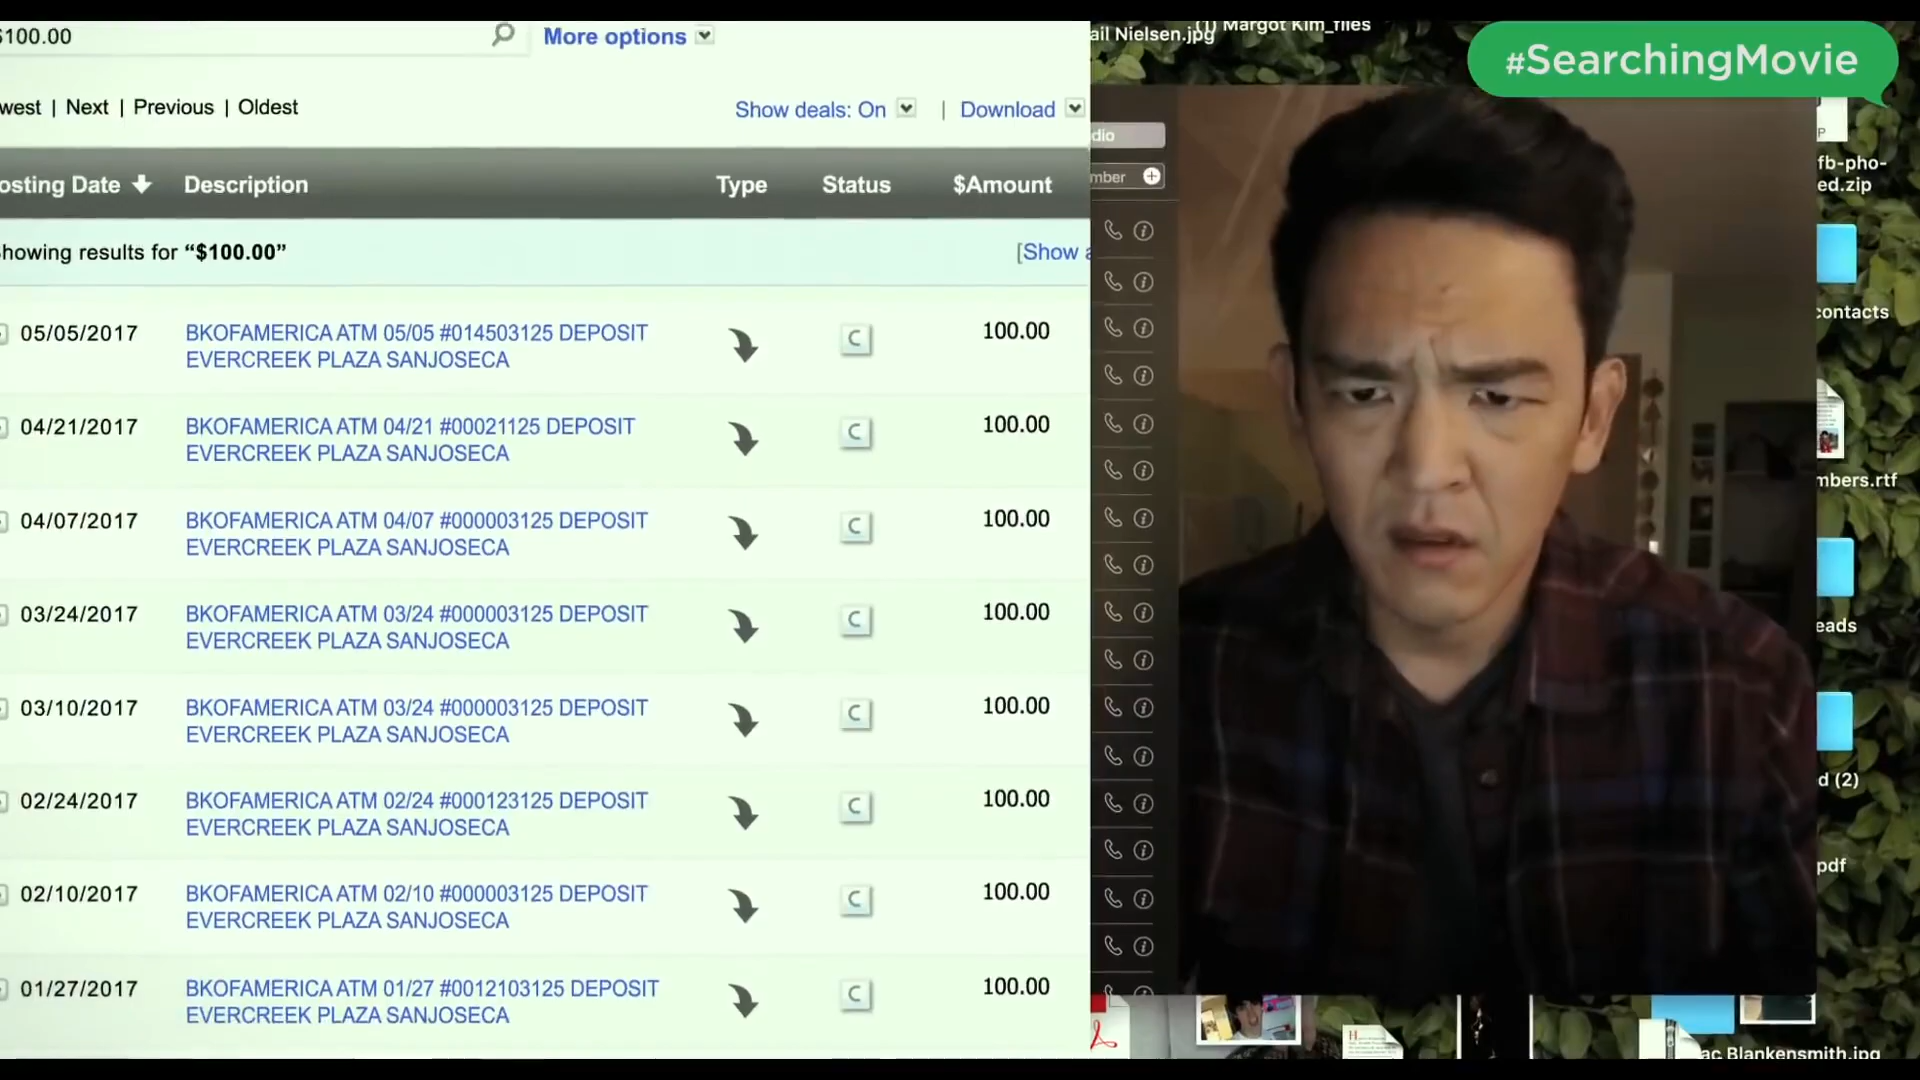 $100.00
More options
Next | Previous | Oldest
Show deals: On | Download
Description Type Status $Amount
results for “$100.00” [Show
05/05/2017 BKOFAMERICA ATM 05/05 #014503125 DEPOSIT 100.00
EVERCREEK PLAZA SANJOSECA
04/21/2017 BKOFAMERICA ATM 04/21 #00021125 DEPOSIT 100.00
EVERCREEK PLAZA SANJOSECA
04/07/2017 BKOFAMERICA ATM 04/07 #000003125 DEPOSIT 100.00
EVERCREEK PLAZA SANJOSECA
03/24/2017 BKOFAMERICA ATM 03/24 #000003125 DEPOSIT 100.00
EVERCREEK PLAZA SANJOSECA
03/10/2017 BKOFAMERICA ATM 03/24 #000003125 DEPOSIT 100.00
EVERCREEK PLAZA SANJOSECA
02/24/2017 BKOFAMERICA ATM 02/24 #000123125 DEPOSIT 100.00
EVERCREEK PLAZA SANJOSECA
02/10/2017 BKOFAMERICA ATM 02/10 #000003125 DEPOSIT 100.00
EVERCREEK PLAZA SANJOSECA
01/27/2017 BKOFAMERICA ATM 01/27 #0012103125 DEPOSIT 100.00
EVERCREEK PLAZA SANJOSECA
Nielsen.jpg
(1) Margot Kim_files
#SearchingMovie
fb-pho-
ed.zip
contacts
mbers.rtf
eads
d (2)
pdf
Blankensmith.jpg